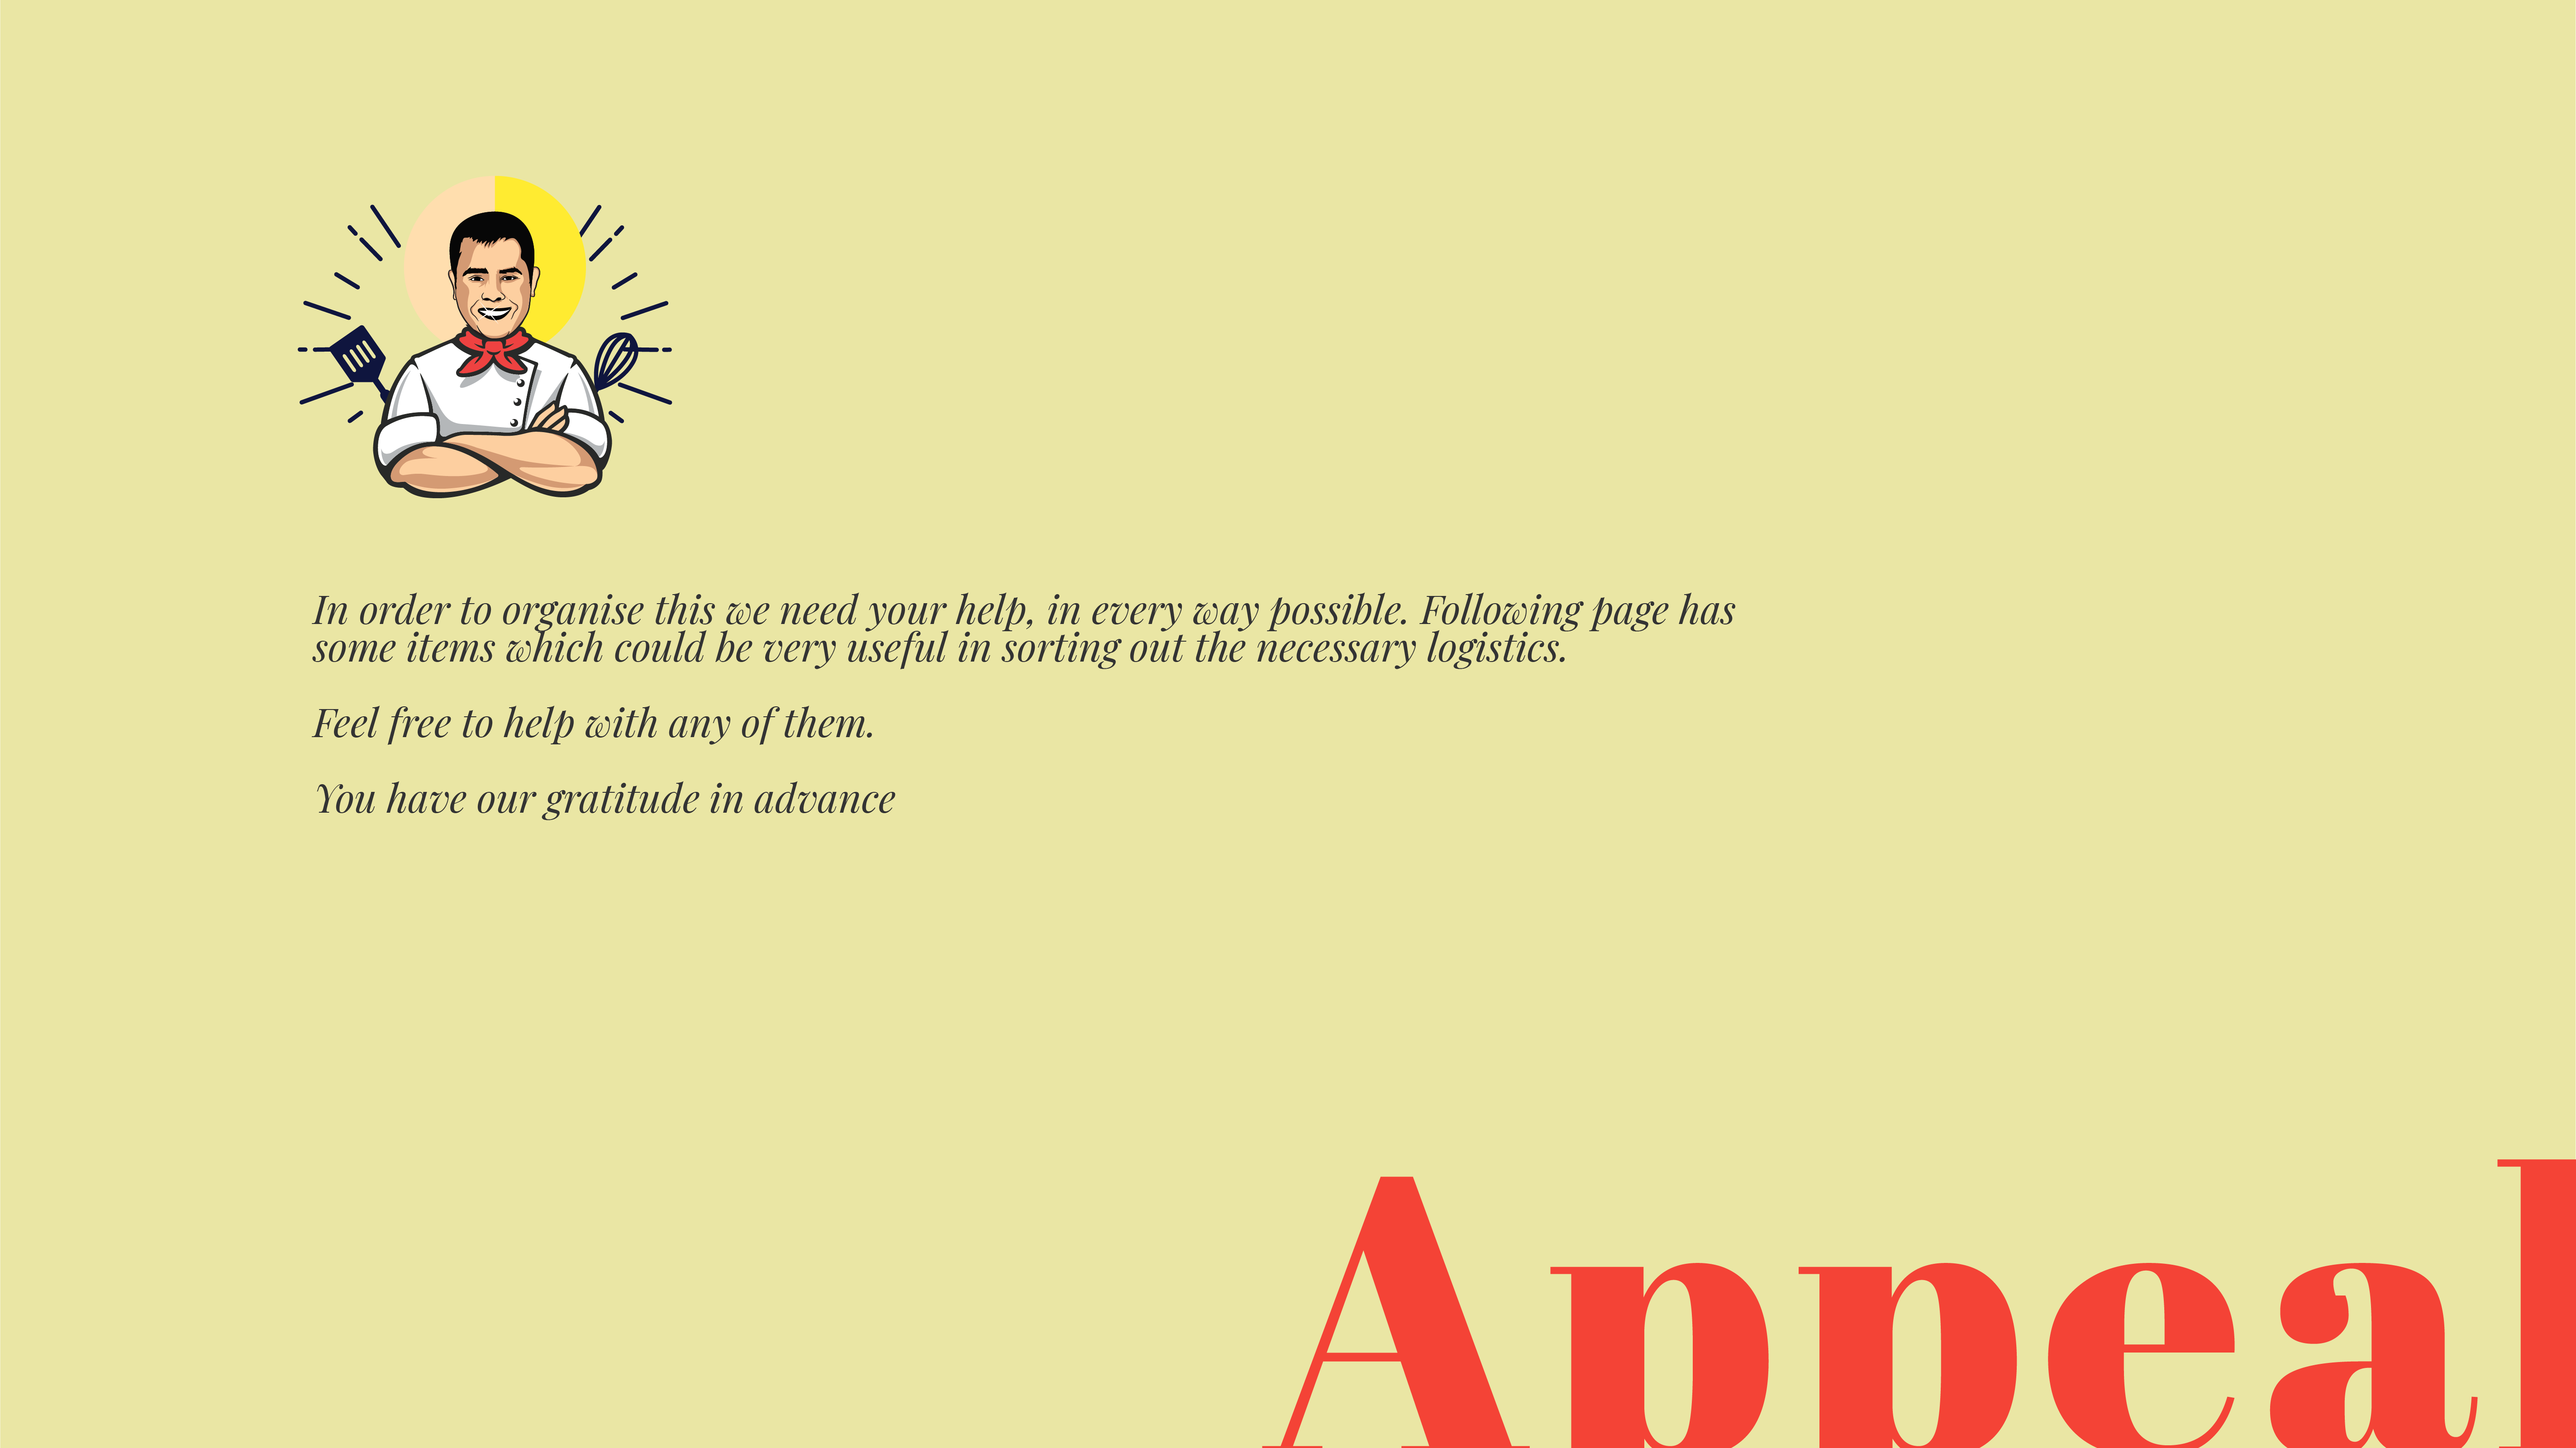 In order to organise this we need your help, in every way possible. Following page has
some items which could be very useful in sorting out the necessary logistics.
Feel free to help with any of them.
You have our gratitude in advance
Appeal